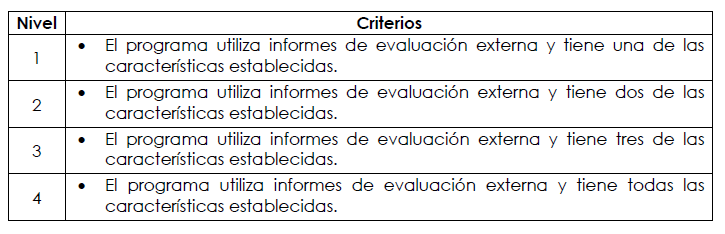 Nivel Criterios
1 • El programa utiliza informes de evaluación externa y tiene una de las
características establecidas.
2 • El programa utiliza informes de evaluación externa y tiene dos de las
características establecidas.
3 • El programa utiliza informes de evaluación externa y tiene tres de las
características establecidas.
4 • El programa utiliza informes de evaluación externa y tiene todas las
características establecidas.